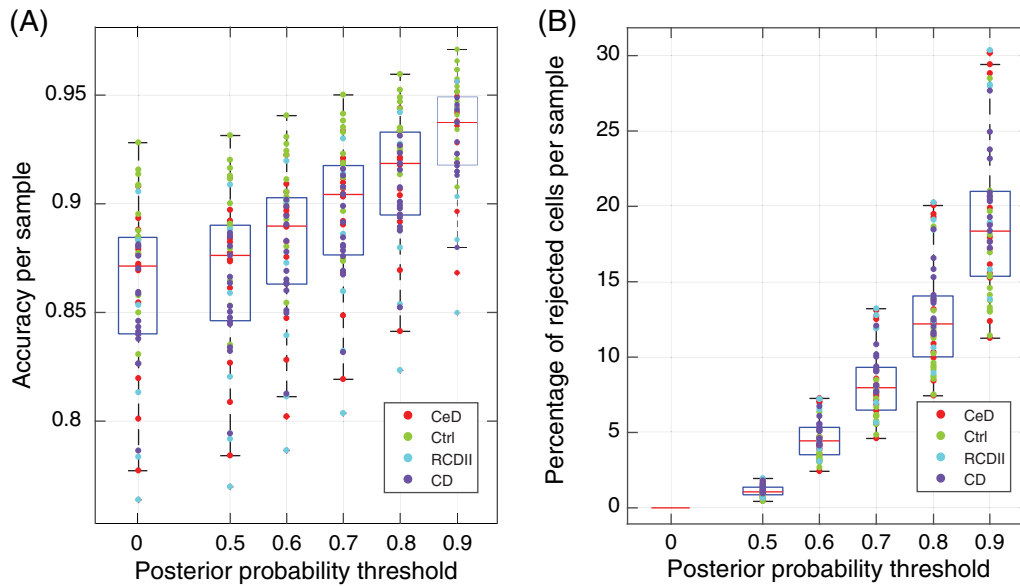 (A)
Accuracy per sample
0.95
0.9
0.85
0.8
0 0.5 0.6 0.7 0.8 0.9
Posterior probability threshold
CeD
Ctrl
RCDII
CD
(B)
Percentage of rejected cells per sample
30
25
20
15
10
5
0
0 0.5 0.6 0.7 0.8 0.9
Posterior probability threshold
CeD
Ctrl
RCDII
CD